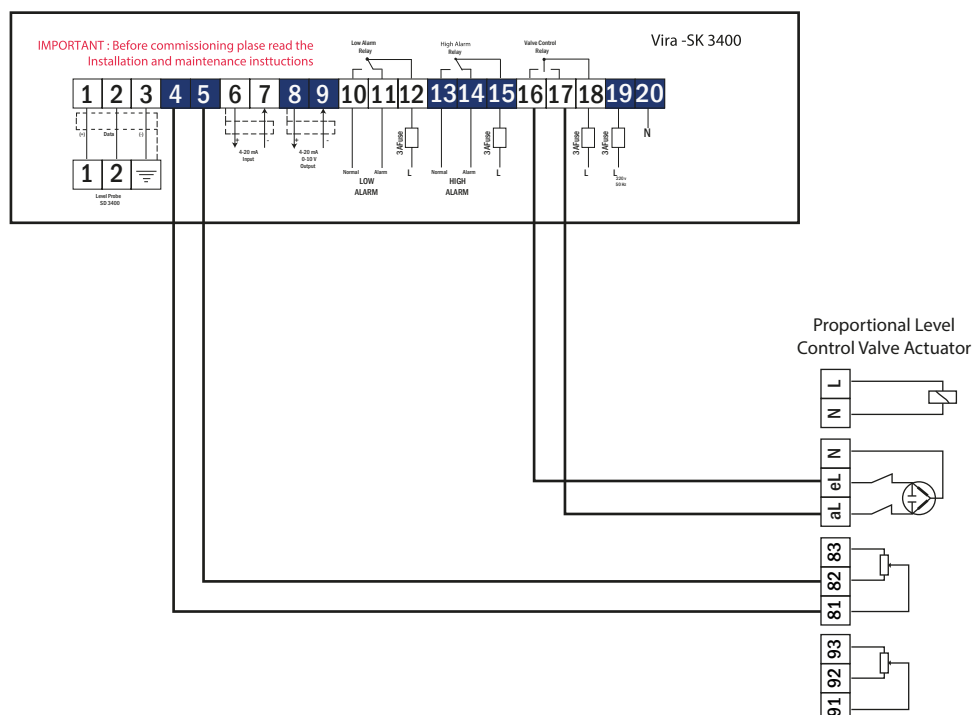 IMPORTANT : Before commissioning plase read the
Installation and maintenance insttuctions
Low Alarm
Relay
High Alarm
Relay
Valve Control
Relay
Vira -SK 3400
1 2 3 4 5 6 7 8 9 10 11 12 13 14 15 16 17 18 19 20
(+) Data (-)
+ -
4-20 mA
Input
+ -
4-20 mA
0-10 V
Output
3AFuse
3AFuse
3AFuse
3AFuse
N
Normal Alarm L
LOW
ALARM
Normal Alarm L
HIGH
ALARM
L
L
220v
50 Hz
1 2
Level Probe
SD 3400
Proportional Level
Control Valve Actuator
L
N
N
eL
aL
83
82
81
93
92
91